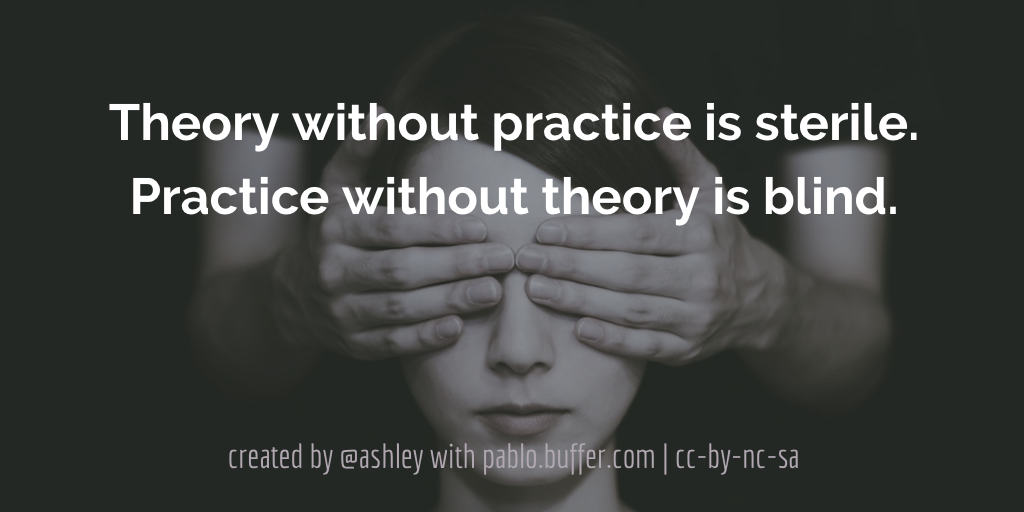 Theory without practice is sterile.
Practice without theory is blind.
created by @ashley with pablo.buffer.com | cc-by-nc-sa